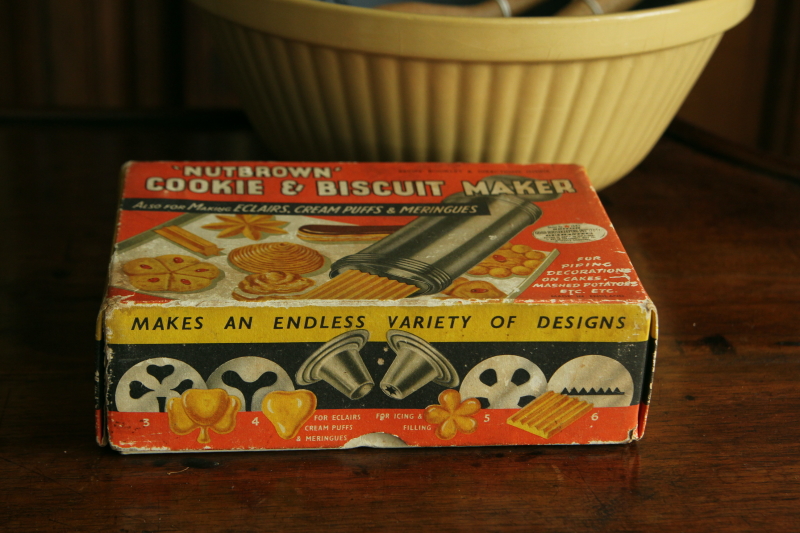 'NUTBROWN'
COOKIE & BISCUIT MAKER
ALSO FOR MAKING ECLAIRS, CREAM PUFFS & MERINGUES
FOR
PIPING
DECORATIONS
ON CAKES,
MASHED POTATOES
ETC. ETC.
MAKES AN ENDLESS VARIETY OF DESIGNS
3
4
FOR ECLAIRS
CREAM PUFFS
& MERINGUES
FOR ICING &
FILLING
5
6